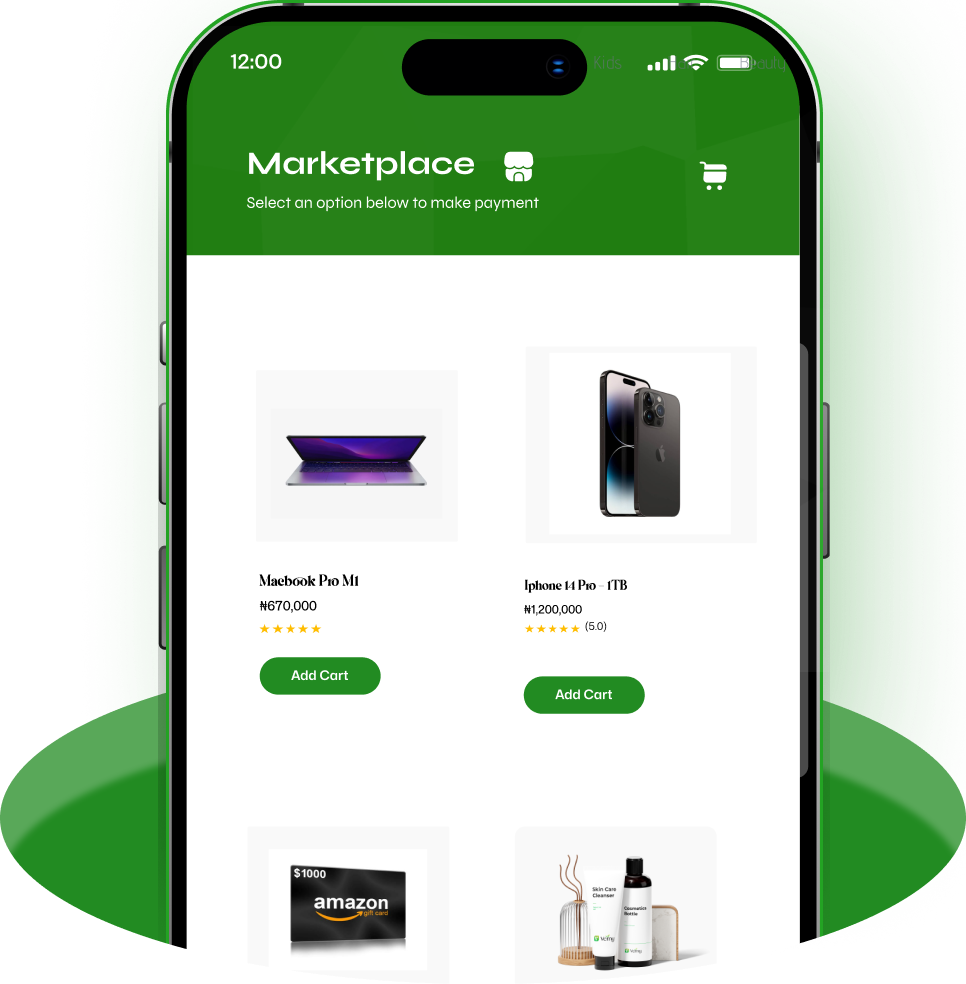 12:00
Kids
Beauty
Marketplace
Select an option below to make payment
Macbook Pro M1
₦670,000
Iphone 14 Pro - 1TB
₦1,200,000
(5.0)
Add Cart
Add Cart
$1000
amazon
gift card
Skin Care
Cleanser
Cosmetics
Bottle